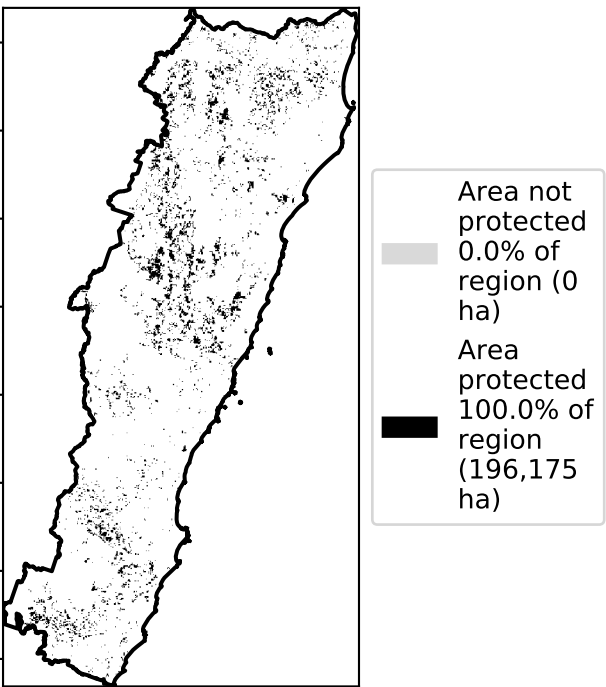 Area not
protected
0.0% of
region (0
ha)
Area
protected
100.0% of
region
(196,175
ha)